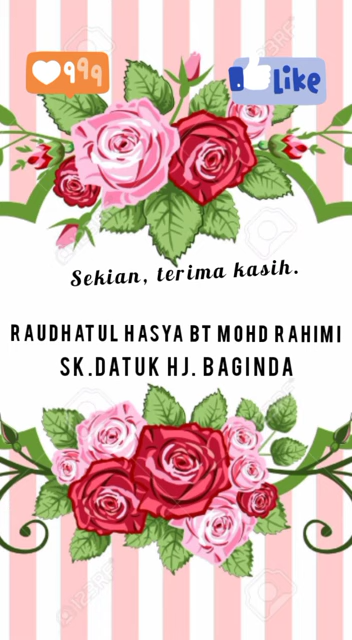 999
Like
Sekian, terima kasih.
RAUDHATUL HASYA BT MOHD RAHIMI
SK.DATUK HJ. BAGINDA